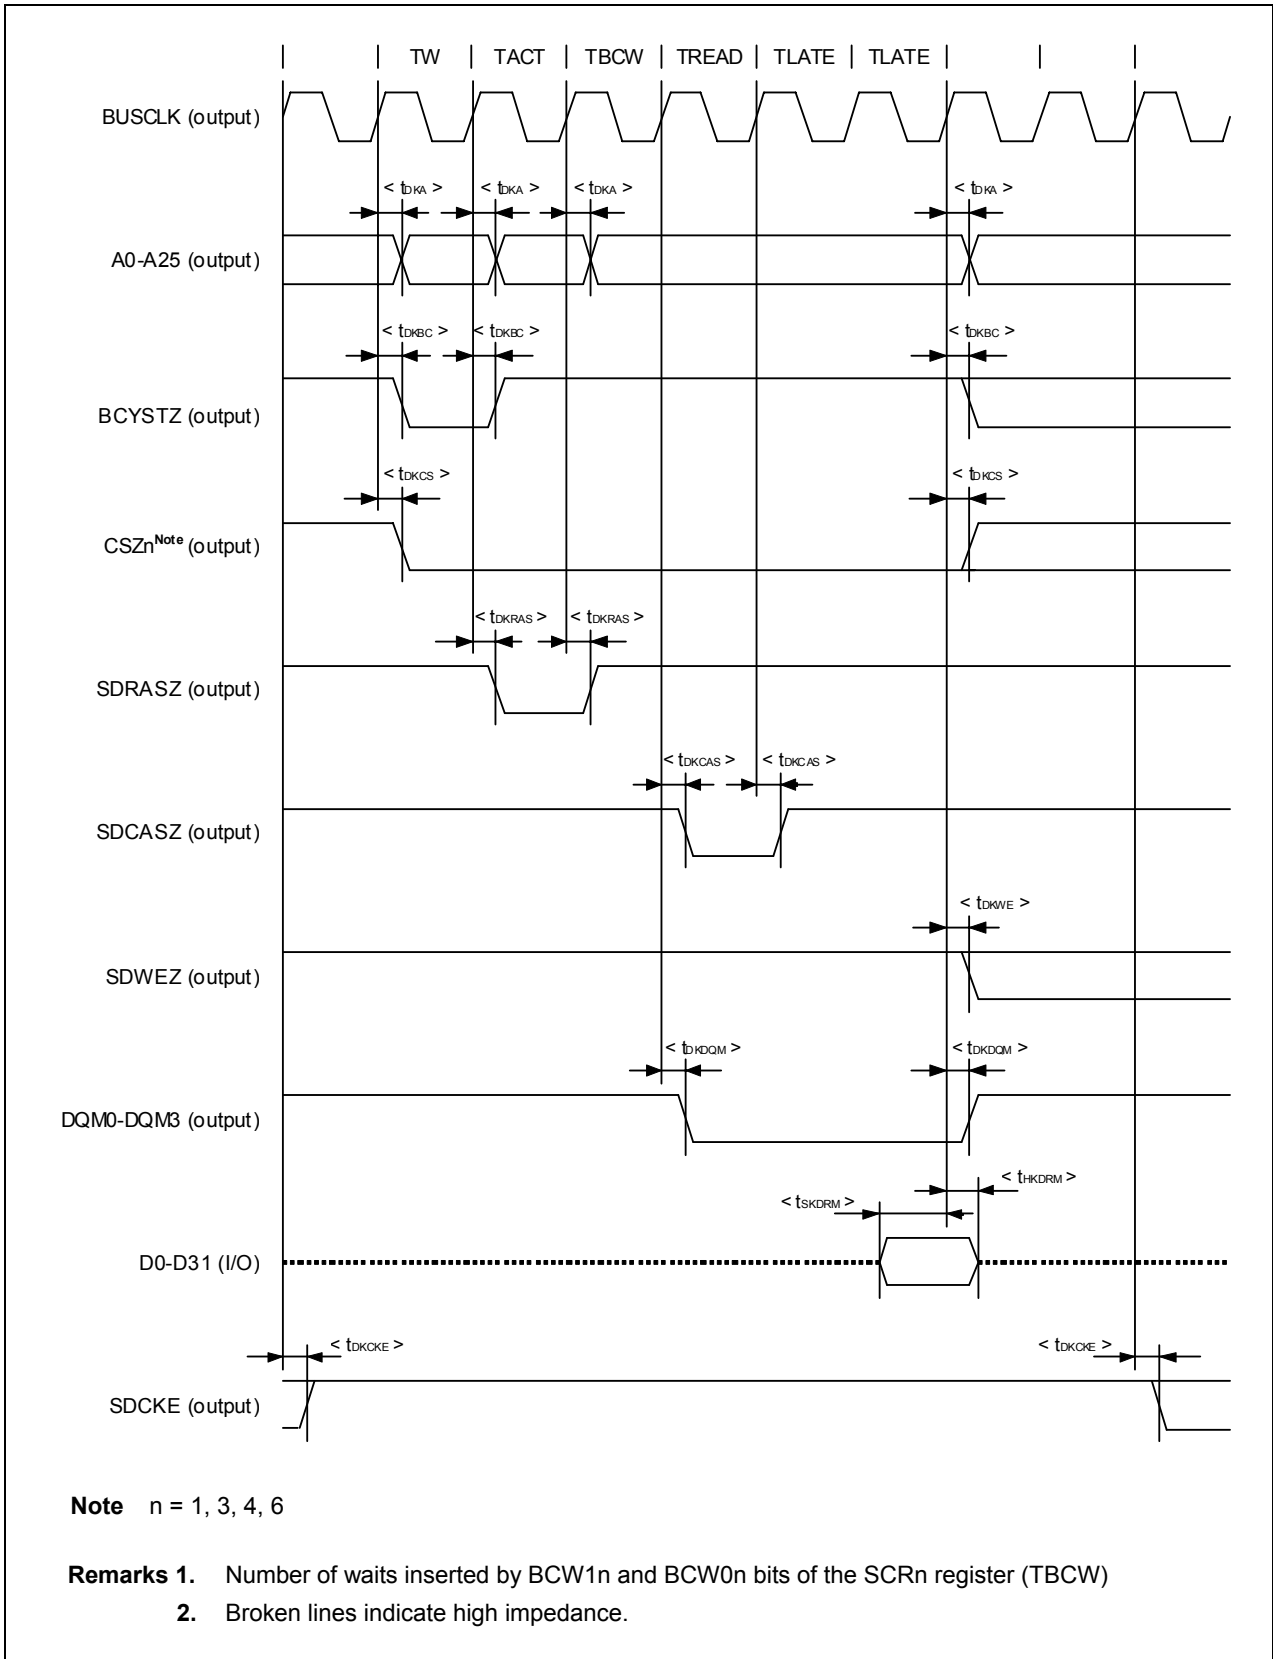 TW TACT TBCW TREAD TLATE TLATE
BUSCLK (output)
< tDKA > < tDKA > < tDKA > < tDKA >
A0-A25 (output)
< tDKBC > < tDKBC > < tDKBC >
BCYSTZ (output)
< tDKCS > < tDKCS >
CSZnNote (output)
< tDKRAS > < tDKRAS >
SDRASZ (output)
< tDKCAS > < tDKCAS >
SDCASZ (output)
< tDKWE >
SDWEZ (output)
< tDKDQM > < tDKDQM >
DQM0-DQM3 (output)
< tHKDRM >
< tSKDRM >
D0-D31 (I/O)
< tDKCKE > < tDKCKE >
SDCKE (output)
Note n = 1, 3, 4, 6
Remarks 1. Number of waits inserted by BCW1n and BCW0n bits of the SCRn register (TBCW)
2. Broken lines indicate high impedance.